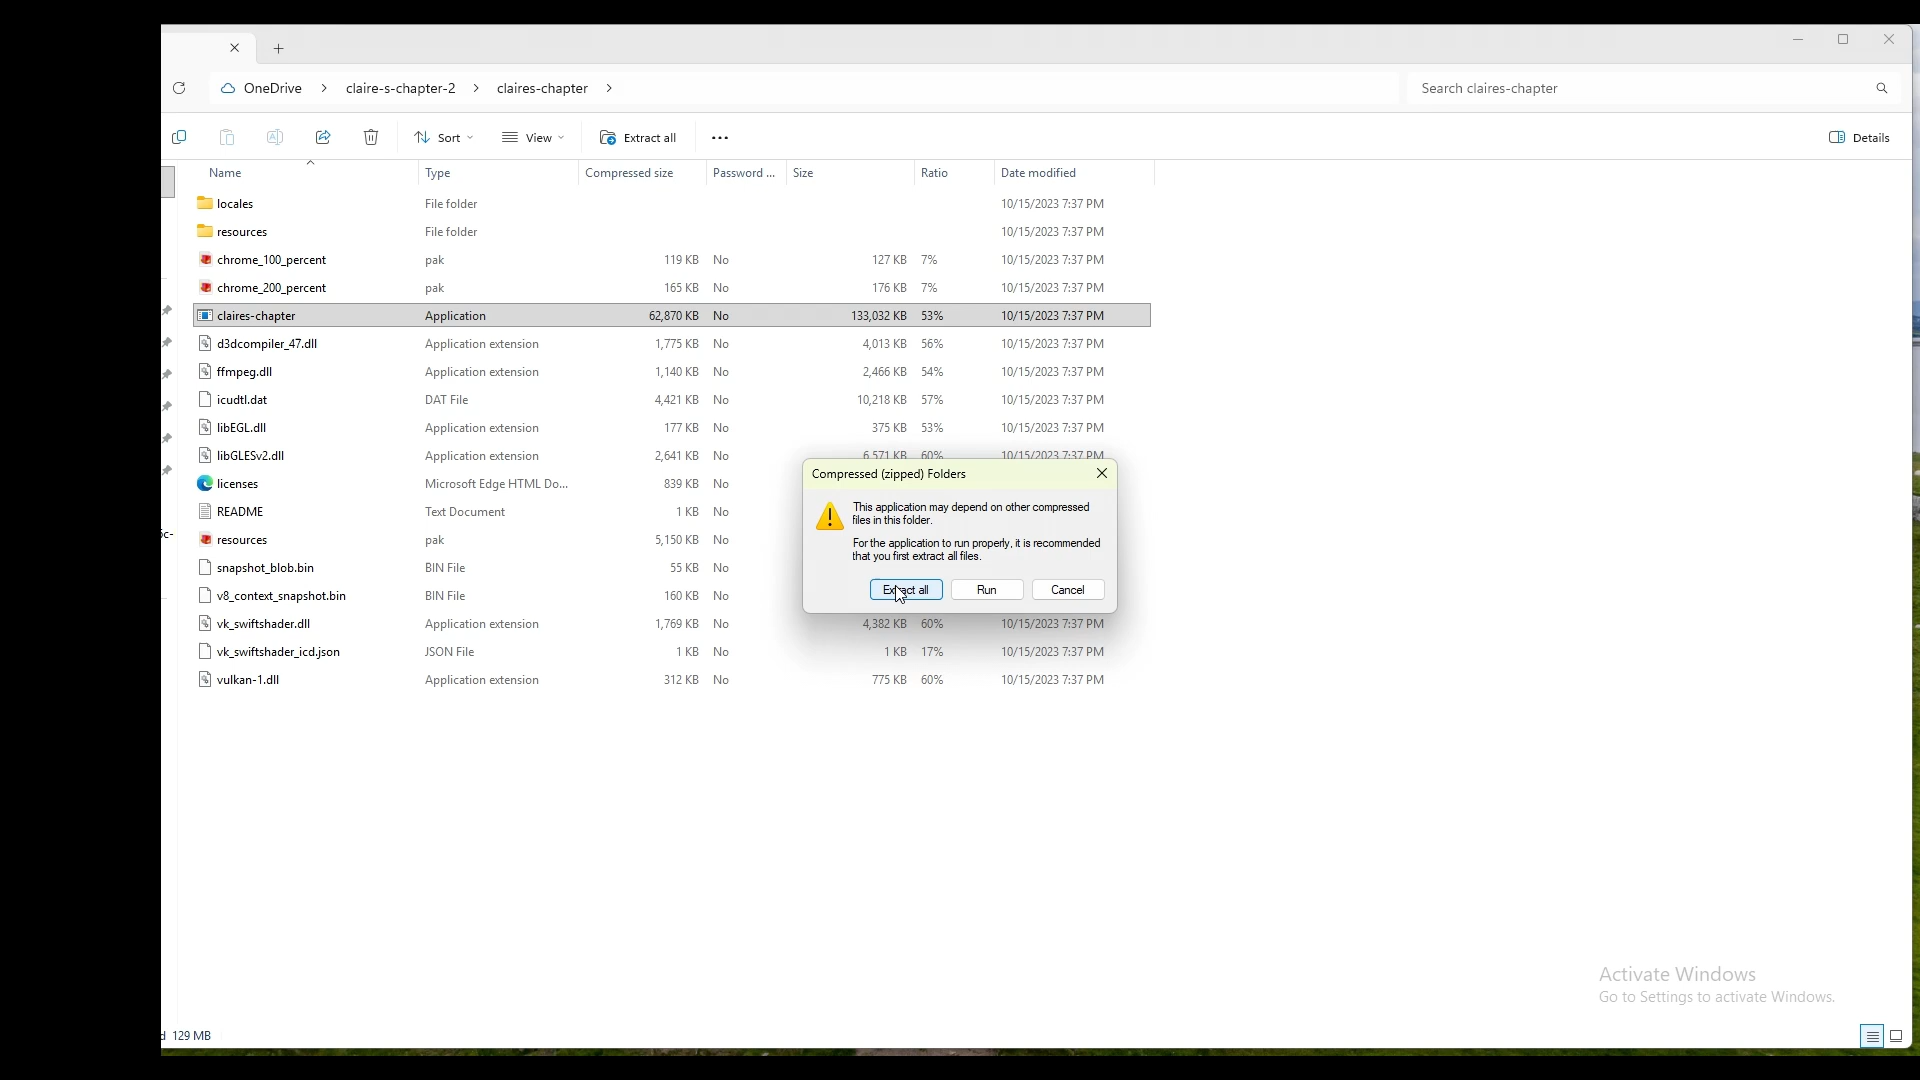 OneDrive > claire-s-chapter-2 > claires-chapter >
Search claires-chapter
Sort
View
Extract all
Details
Name Type Compressed size Password ... Size Ratio Date modified
locales File folder 10/15/2023 7:37 PM
resources File folder 10/15/2023 7:37 PM
chrome_100_percent pak 119 KB No 127 KB 7% 10/15/2023 7:37 PM
chrome_200_percent pak 165 KB No 176 KB 7% 10/15/2023 7:37 PM
claires-chapter Application 62,870 KB No 133,032 KB 53% 10/15/2023 7:37 PM
d3dcompiler_47.dll Application extension 1,775 KB No 4,013 KB 56% 10/15/2023 7:37 PM
ffmpeg.dll Application extension 1,140 KB No 2,466 KB 54% 10/15/2023 7:37 PM
icudtl.dat DAT File 4,421 KB No 10,218 KB 57% 10/15/2023 7:37 PM
libEGL.dll Application extension 177 KB No 375 KB 53% 10/15/2023 7:37 PM
libGLESv2.dll Application extension 2,641 KB No 6,571 KB 60% 10/15/2023 7:37 PM
licenses Microsoft Edge HTML Do... 839 KB No
README Text Document 1 KB No
resources pak 5,150 KB No
snapshot_blob.bin BIN File 55 KB No
v8_context_snapshot.bin BIN File 160 KB No
vk_swiftshader.dll Application extension 1,769 KB No 4,382 KB 60% 10/15/2023 7:37 PM
vk_swiftshader_icd.json JSON File 1 KB No 1 KB 17% 10/15/2023 7:37 PM
vulkan-1.dll Application extension 312 KB No 775 KB 60% 10/15/2023 7:37 PM
Compressed (zipped) Folders
This application may depend on other compressed
files in this folder.
For the application to run properly, it is recommended
that you first extract all files.
Extract all
Run
Cancel
Activate Windows
Go to Settings to activate Windows.
129 MB